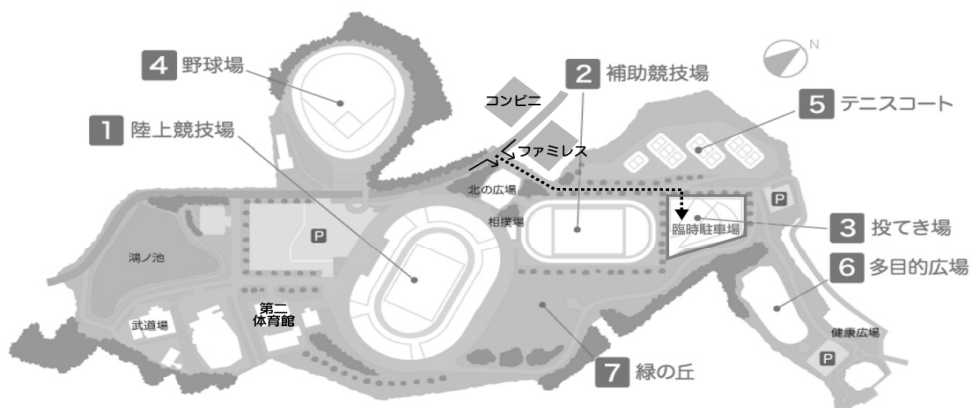 4 野球場
コンビニ
2 補助競技場
N
5 テニスコート
1 陸上競技場
ファミレス
北の広場
P
相撲場
臨時駐車場
3 投てき場
P
鴻ノ池
6 多目的広場
第二
体育館
武道場
健康広場
P
7 緑の丘